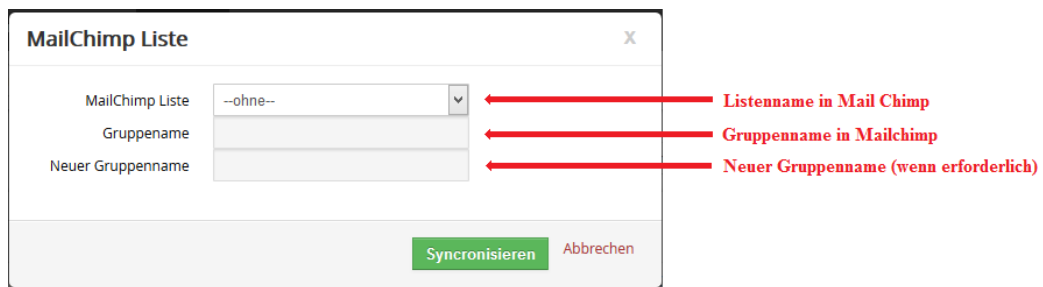 MailChimp Liste X
MailChimp Liste --ohne-- Listenname in Mail Chimp
Gruppename Gruppenname in Mailchimp
Neuer Gruppenname Neuer Gruppenname (wenn erforderlich)
Syncronisieren Abbrechen